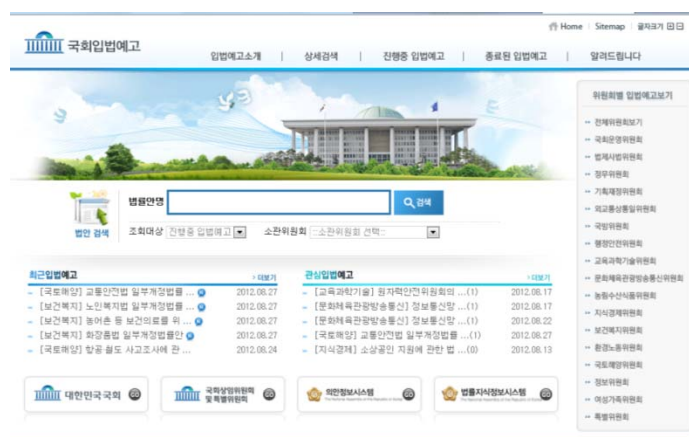 Home Sitemap 글자크기
국회입법예고
입법예고소개 | 상세검색 | 진행중 입법예고 | 종료된 입법예고 | 알려드립니다
법률안명 검색
법안 검색
조회대상 진행중 입법예고 소관위원회 ::소관위원회 선택::
최근입법예고 더보기
[국토해양] 교통안전법 일부개정법률 ... 2012.08.27
[보건복지] 노인복지법 일부개정법률 ... 2012.08.27
[보건복지] 농어촌 등 보건의료를 위 ... 2012.08.27
[보건복지] 화장품법 일부개정법률안 2012.08.27
[국토해양] 항공·철도 사고조사에 관 ... 2012.08.24
관심입법예고 더보기
[교육과학기술] 원자력안전위원회의 ...(1) 2012.08.17
[문화체육관광방송통신] 정보통신망 ...(1) 2012.08.17
[문화체육관광방송통신] 정보통신망 ...(1) 2012.08.22
[국토해양] 교통안전법 일부개정법률 ...(1) 2012.08.27
[지식경제] 소상공인 지원에 관한 법 ...(0) 2012.08.13
대한민국국회 GO
국회상임위원회 및 특별위원회 GO
의안정보시스템 GO
법률지식정보시스템 GO
위원회별 입법예고보기
전체위원회보기
국회운영위원회
법제사법위원회
정무위원회
기획재정위원회
외교통상통일위원회
국방위원회
행정안전위원회
교육과학기술위원회
문화체육관광방송통신위원회
농림수산식품위원회
지식경제위원회
보건복지위원회
환경노동위원회
국토해양위원회
정보위원회
여성가족위원회
특별위원회